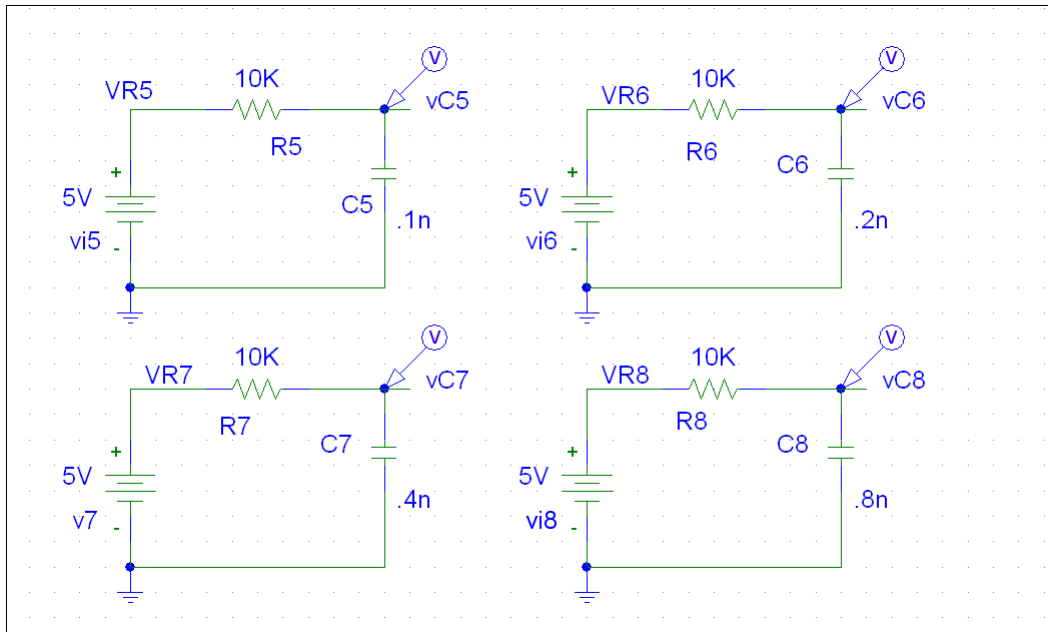 V
10K
VR5
vC5
R5
+
5V
C5
vi5
-
.1n
V
10K
VR6
vC6
R6
C6
+
5V
vi6
-
.2n
V
10K
VR7
vC7
R7
C7
+
5V
v7
-
.4n
V
10K
VR8
vC8
R8
C8
+
5V
vi8
-
.8n